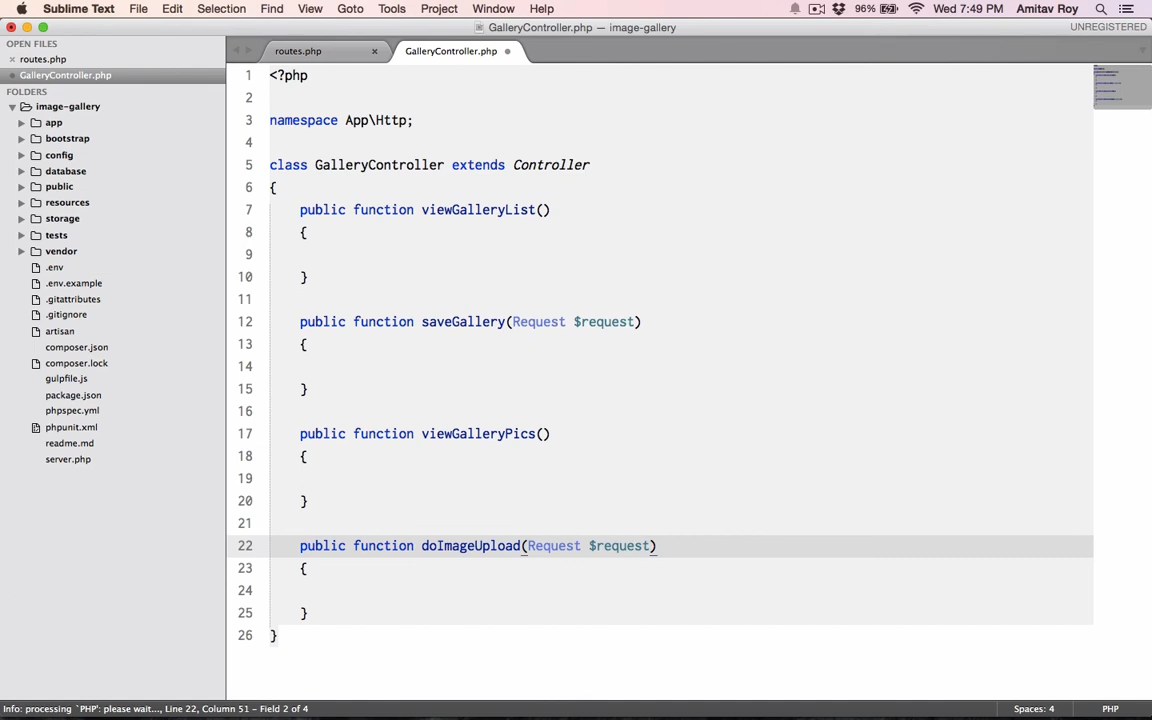 Sublime Text File Edit Selection Find View Goto Tools Project Window Help 96% Wed 7:49 PM Amitav Roy
GalleryController.php — image-gallery UNREGISTERED
OPEN FILES
routes.php
GalleryController.php
FOLDERS
image-gallery
app
bootstrap
config
database
public
resources
storage
tests
vendor
.env
.env.example
.gitattributes
.gitignore
artisan
composer.json
composer.lock
gulpfile.js
package.json
phpspec.yml
phpunit.xml
readme.md
server.php
routes.php GalleryController.php
1 <?php
2
3 namespace App\Http;
4
5 class GalleryController extends Controller
6 {
7 public function viewGalleryList()
8 {
9
10 }
11
12 public function saveGallery(Request $request)
13 {
14
15 }
16
17 public function viewGalleryPics()
18 {
19
20 }
21
22 public function doImageUpload(Request $request)
23 {
24
25 }
26 }
Info: processing `PHP': please wait..., Line 22, Column 51 - Field 2 of 4 Spaces: 4 PHP